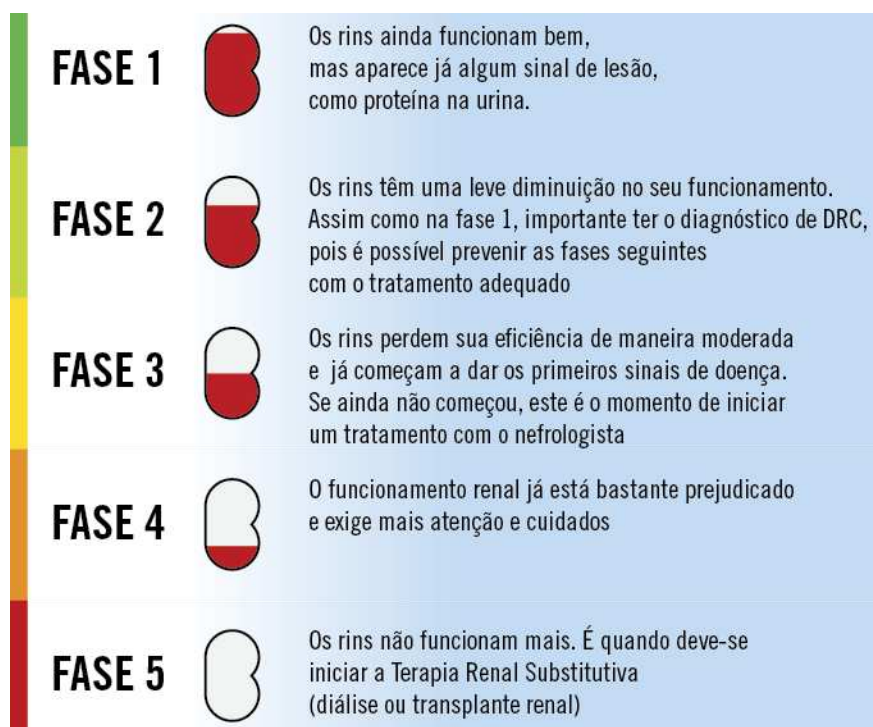 FASE 1
Os rins ainda funcionam bem,
mas aparece já algum sinal de lesão,
como proteína na urina.
FASE 2
Os rins têm uma leve diminuição no seu funcionamento.
Assim como na fase 1, importante ter o diagnóstico de DRC,
pois é possível prevenir as fases seguintes
com o tratamento adequado
FASE 3
Os rins perdem sua eficiência de maneira moderada
e já começam a dar os primeiros sinais de doença.
Se ainda não começou, este é o momento de iniciar
um tratamento com o nefrologista
FASE 4
O funcionamento renal já está bastante prejudicado
e exige mais atenção e cuidados
FASE 5
Os rins não funcionam mais. É quando deve-se
iniciar a Terapia Renal Substitutiva
(diálise ou transplante renal)